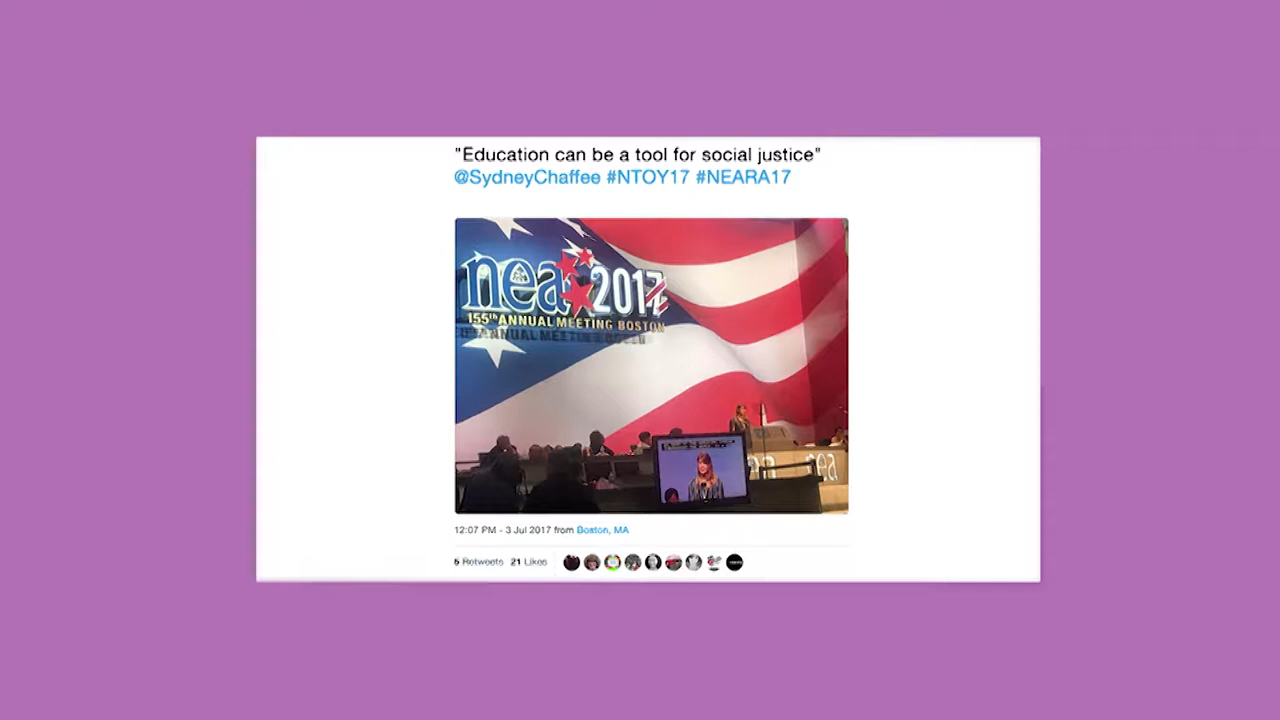 "Education can be a tool for social justice"
@SydneyChaffee #NTOY17 #NEARA17
nea 2017
155th ANNUAL MEETING BOSTON
nea
12:07 PM - 3 Jul 2017 from Boston, MA
5 Retweets 21 Likes